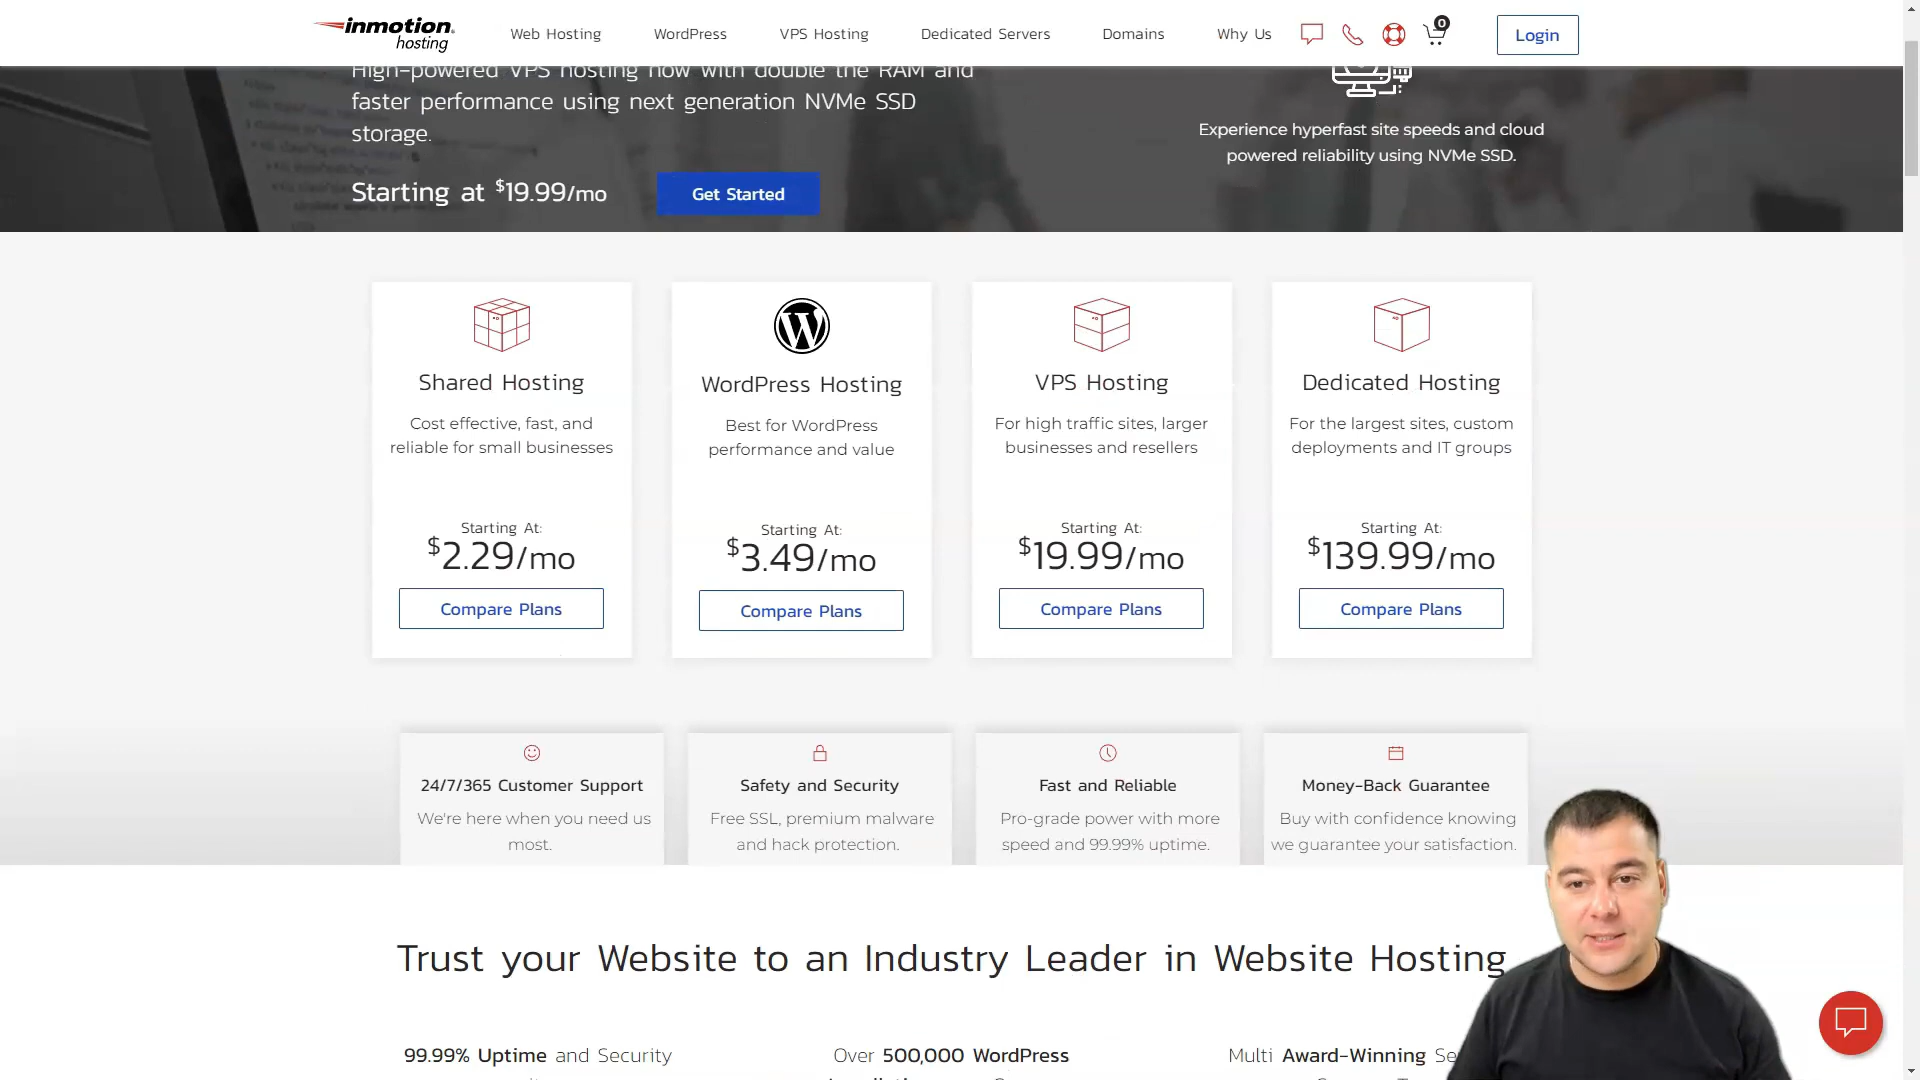 inmotion
hosting
Web Hosting
WordPress
VPS Hosting
Dedicated Servers
Domains
Why Us
0
Login
High-powered VPS hosting now with double the RAM and
faster performance using next generation NVMe SSD
storage.
Starting at $19.99/mo
Get Started
Experience hyperfast site speeds and cloud
powered reliability using NVMe SSD.
Shared Hosting
Cost effective, fast, and
reliable for small businesses
Starting At:
$2.29/mo
Compare Plans
WordPress Hosting
Best for WordPress
performance and value
Starting At:
$3.49/mo
Compare Plans
VPS Hosting
For high traffic sites, larger
businesses and resellers
Starting At:
$19.99/mo
Compare Plans
Dedicated Hosting
For the largest sites, custom
deployments and IT groups
Starting At:
$139.99/mo
Compare Plans
24/7/365 Customer Support
We're here when you need us
most.
Safety and Security
Free SSL, premium malware
and hack protection.
Fast and Reliable
Pro-grade power with more
speed and 99.99% uptime.
Money-Back Guarantee
Buy with confidence knowing
we guarantee your satisfaction.
Trust your Website to an Industry Leader in Website Hosting
99.99% Uptime and Security
Over 500,000 WordPress
Multi Award-Winning